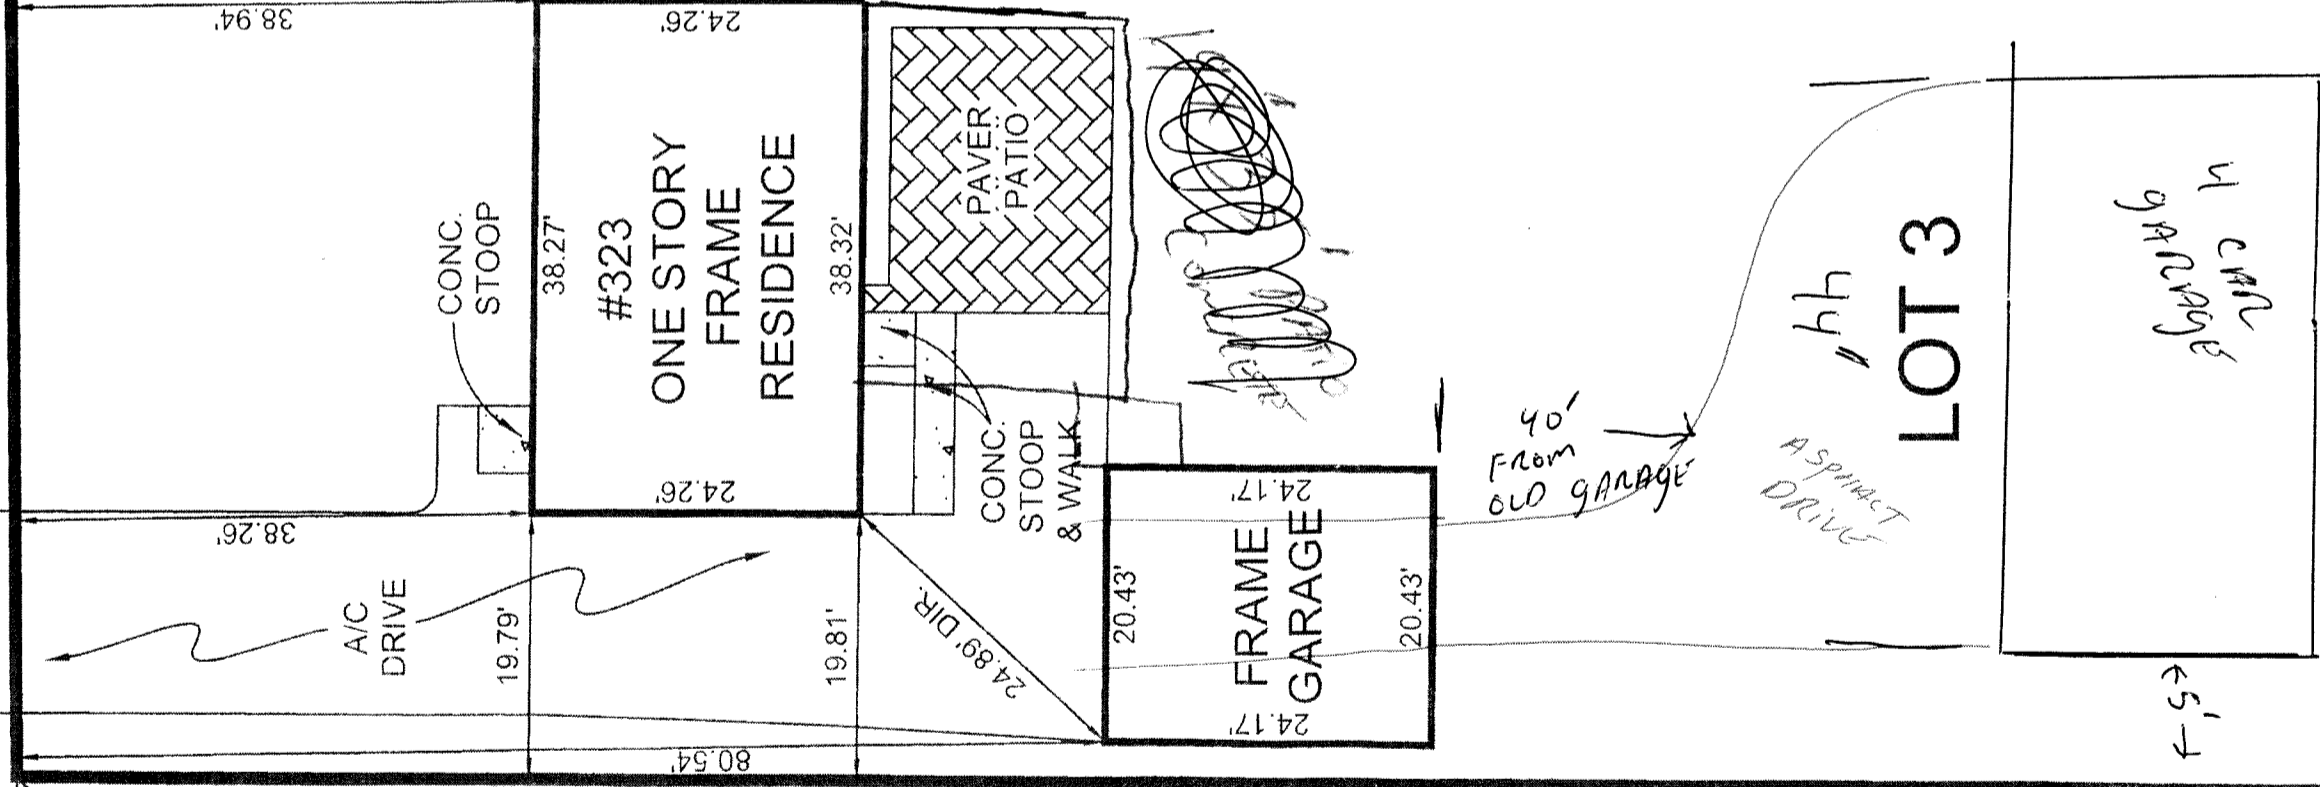 38.94'
24.26'
CONC.
STOOP
38.27'
#323
ONE STORY
FRAME
RESIDENCE
38.32'
24.26'
PAVER
PATIO
38.26'
A/C
DRIVE
19.79'
19.81'
80.54'
24.89' DIR.
CONC.
STOOP
& WALK
24.17'
20.43'
FRAME
GARAGE
20.43'
24.17'
40'
FROM
OLD GARAGE
ASPHALT
DRIVE
44'
LOT 3
4 CAR
GARAGE
5'